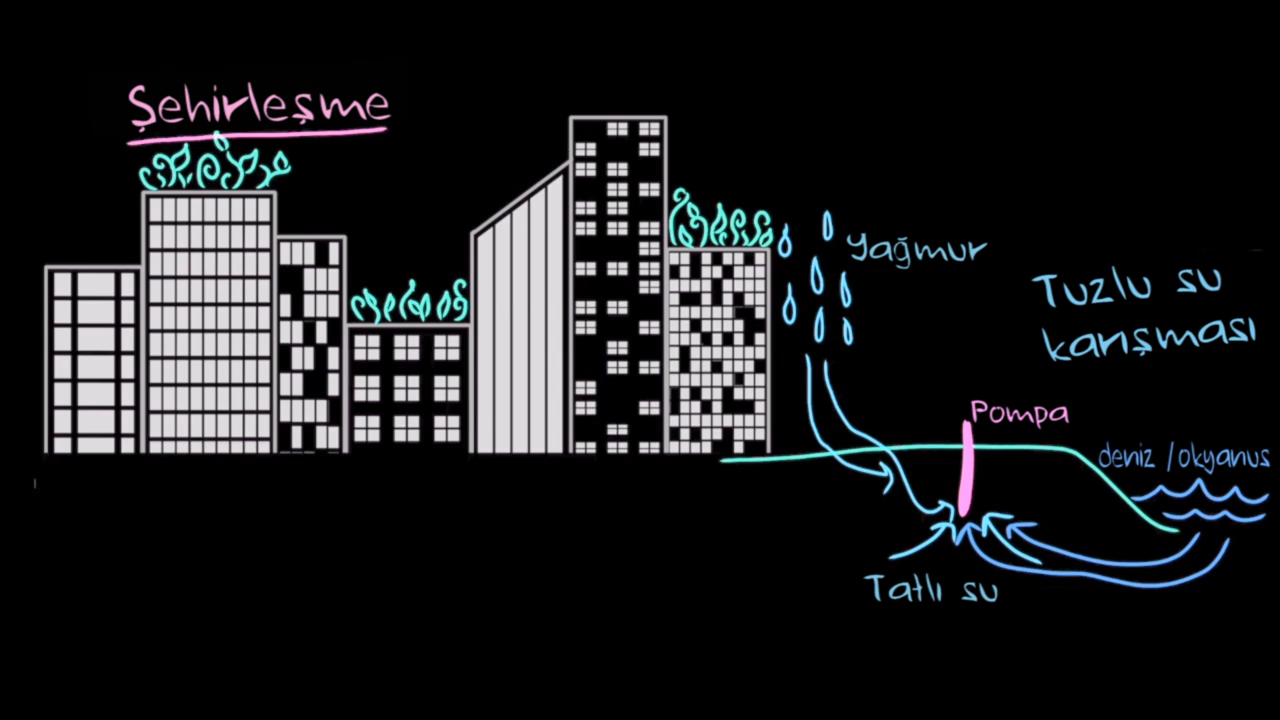 Şehirleşme
Yağmur
Tuzlu su
karışması
Pompa
deniz / okyanus
Tatlı su